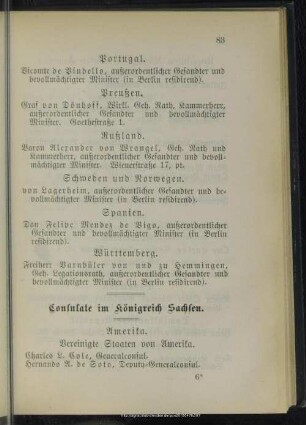 83
Portugal.
Vicomte de Pindella, außerordentlicher Gesandter und
bevollmächtigter Minister (in Berlin residirend).
Preußen.
Graf von Dönhoff, Wirkl. Geh. Rath, Kammerherr,
außerordentlicher Gesandter und bevollmächtigter
Minister. Goethestraße 1.
Rußland.
Baron Alexander von Wrangel, Geh. Rath und
Kammerherr, außerordentlicher Gesandter und bevoll-
mächtigter Minister. Wienerstraße 17, pt.
Schweden und Norwegen.
von Lagerheim, außerordentlicher Gesandter und be-
vollmächtigter Minister (in Berlin residirend).
Spanien.
Don Felipe Mendez de Vigo, außerordentlicher
Gesandter und bevollmächtigter Minister (in Berlin
residirend).
Württemberg.
Freiherr Varnbüler von und zu Hemmingen,
Geh. Legationsrath, außerordentlicher Gesandter und
bevollmächtigter Minister (in Berlin residirend).
Consulate im Königreich Sachsen.
Amerika.
Vereinigte Staaten von Amerika.
Charles L. Cole, Generalconsul.
Hernando R. de Soto, Deputy-Generalconsul.
6*